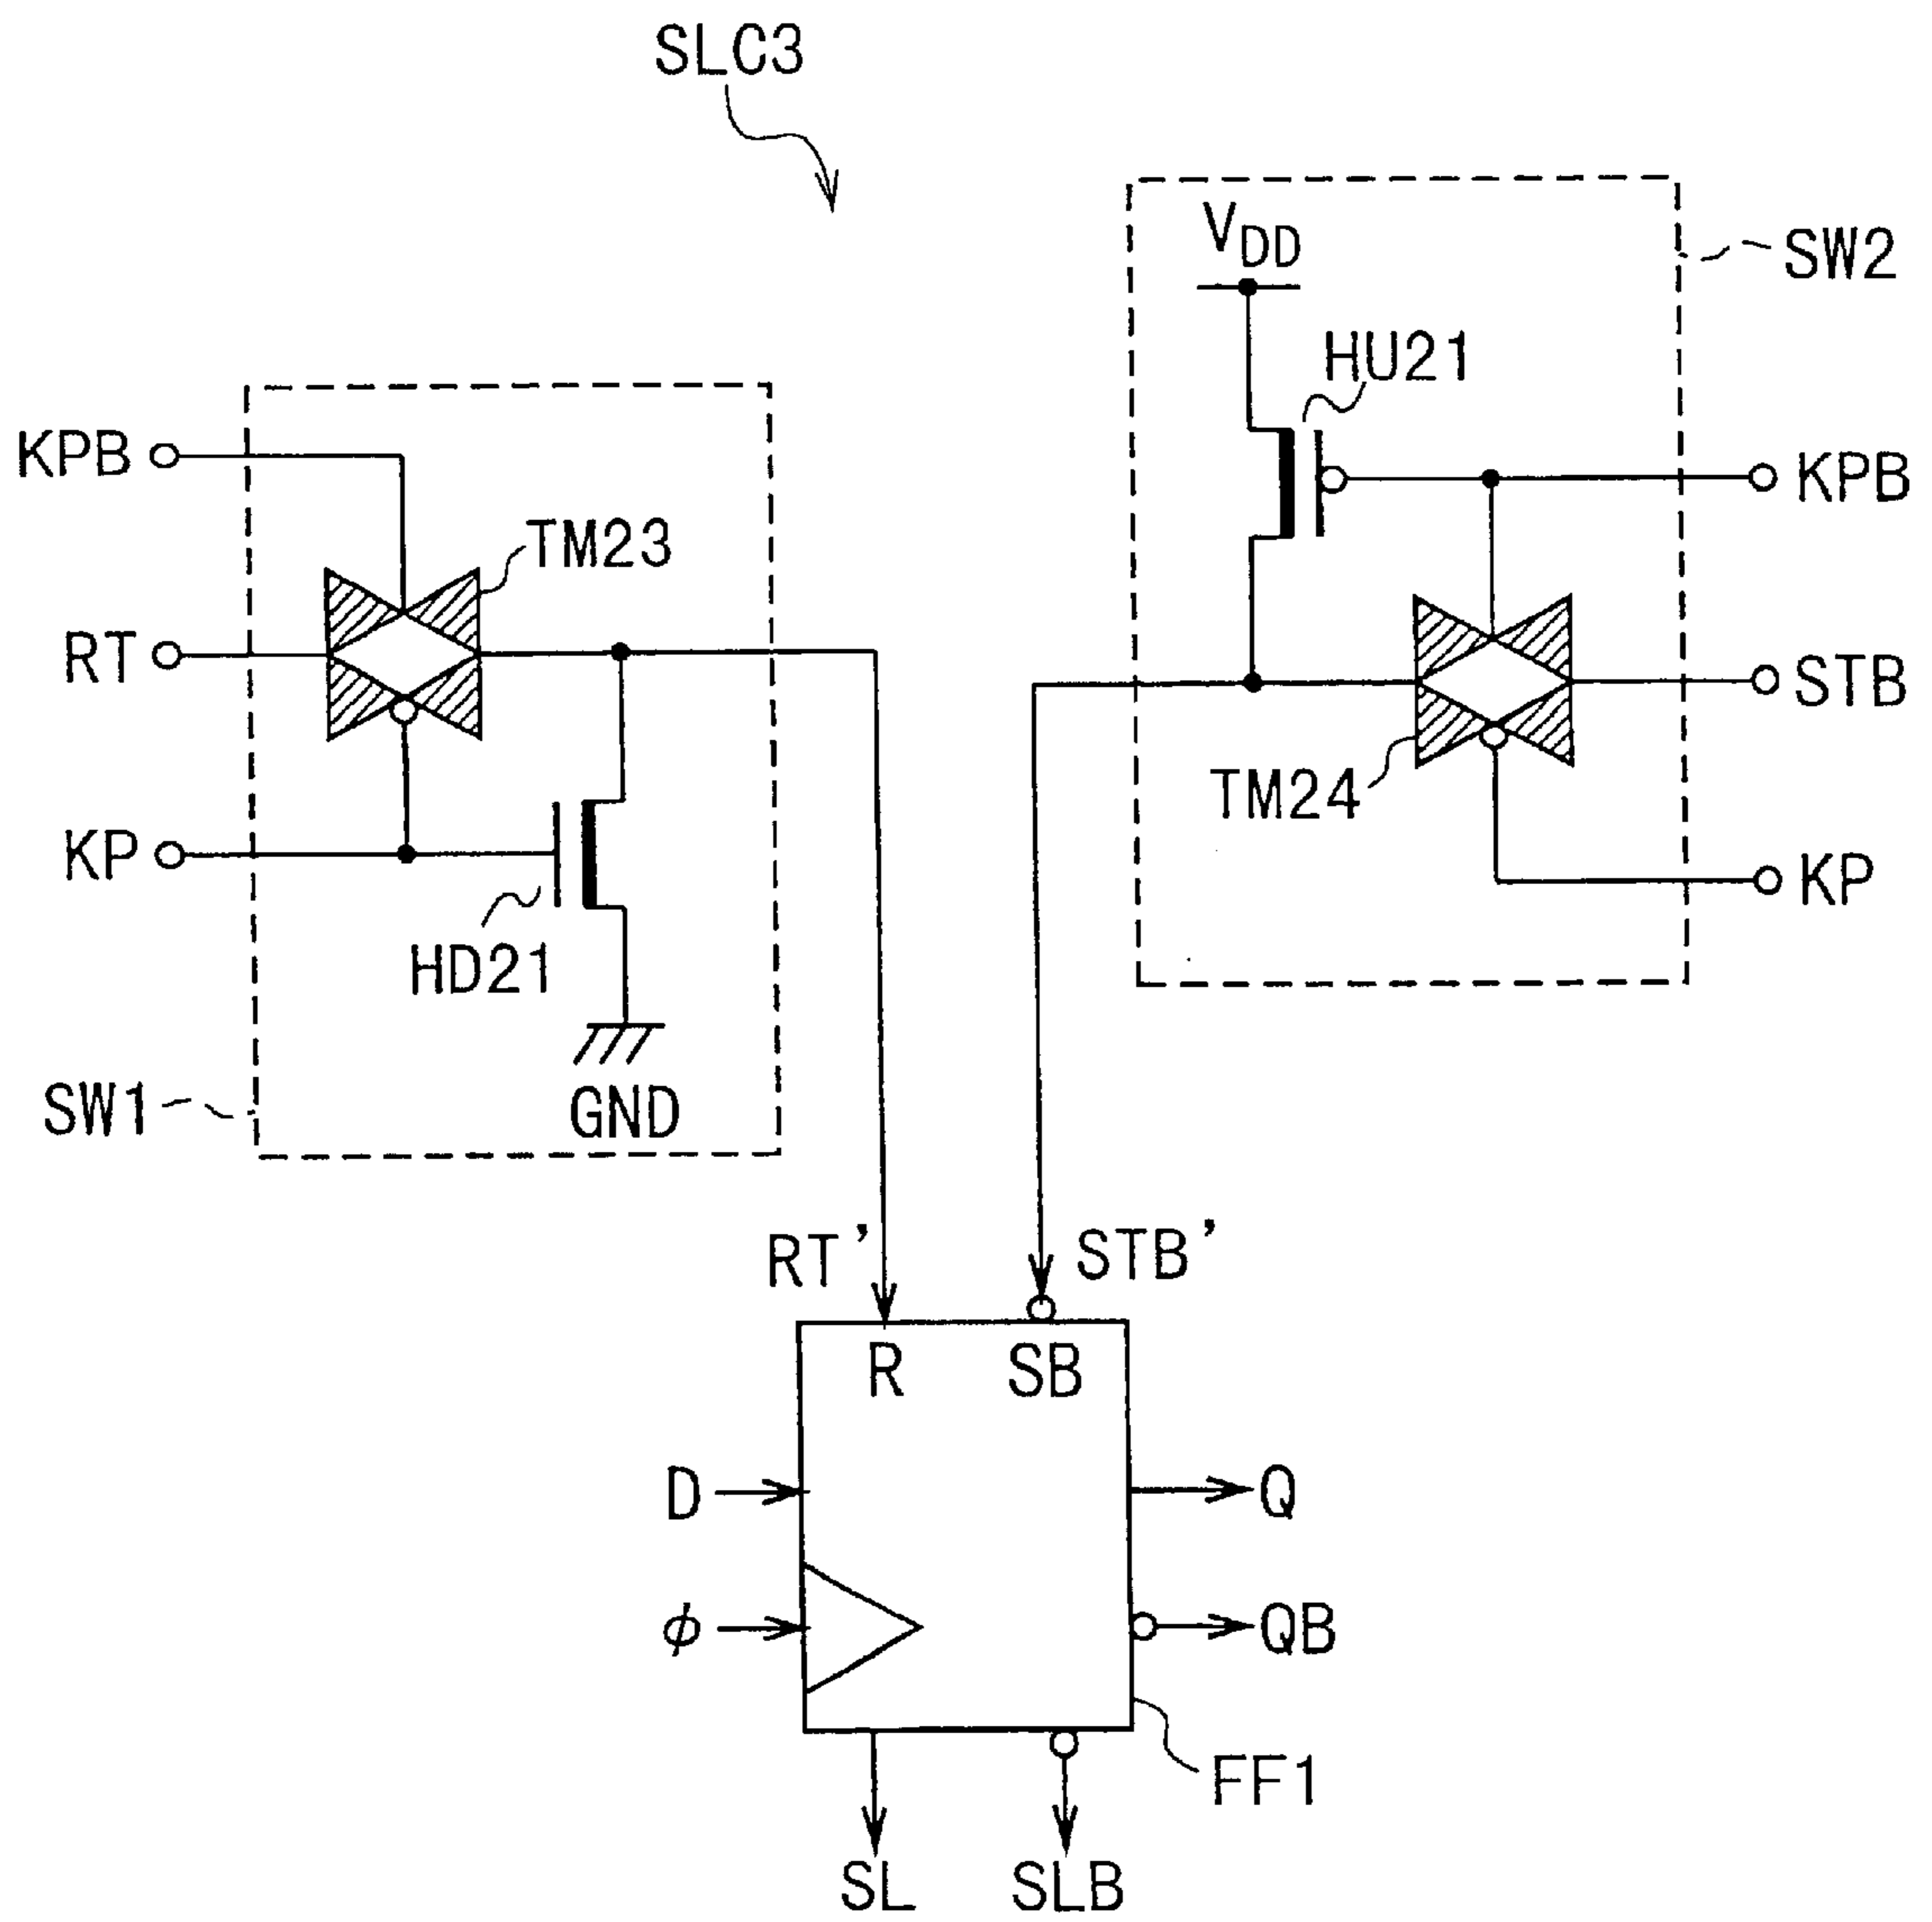 SLC3
VDD
SW2
HU21
KPB
KPB
TM23
RT
STB
TM24
KP
KP
HD21
SW1
GND
RT'
STB'
R
SB
D
Q
φ
QB
FF1
SL
SLB